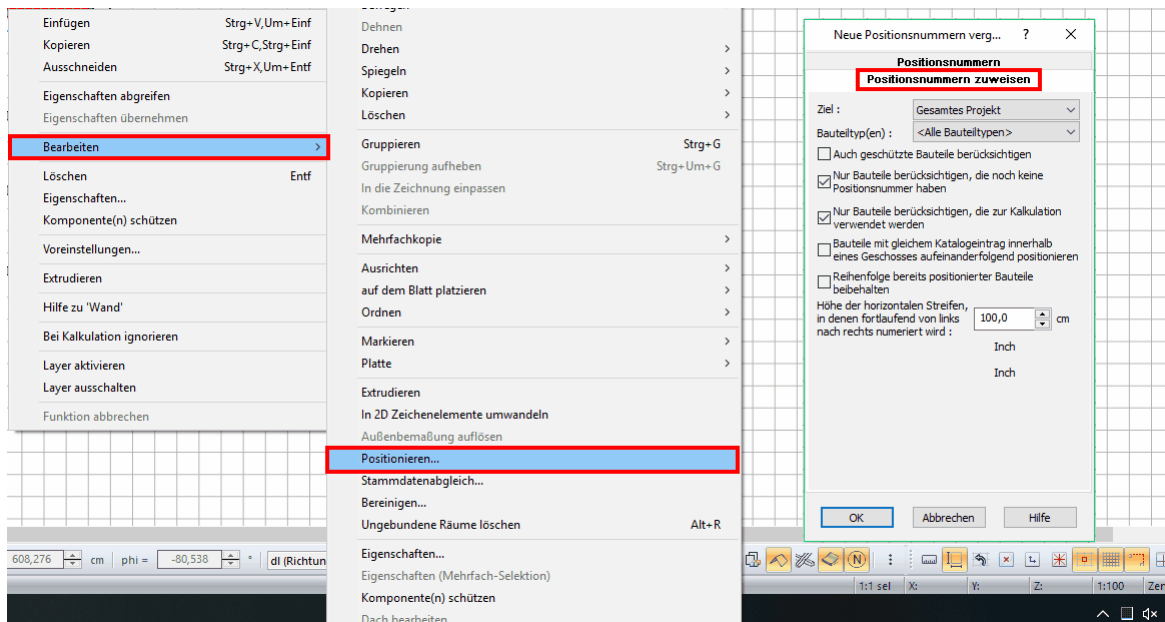 Einfügen Strg+V,Um+Einf
Kopieren Strg+C,Strg+Einf
Ausschneiden Strg+X,Um+Entf
Eigenschaften abgreifen
Eigenschaften übernehmen
Bearbeiten
Löschen Entf
Eigenschaften...
Komponente(n) schützen
Voreinstellungen...
Extrudieren
Hilfe zu 'Wand'
Bei Kalkulation ignorieren
Layer aktivieren
Layer ausschalten
Funktion abbrechen
Dehnen
Drehen
Spiegeln
Kopieren
Löschen
Gruppieren Strg+G
Gruppierung aufheben Strg+Um+G
In die Zeichnung einpassen
Kombinieren
Mehrfachkopie
Ausrichten
auf dem Blatt platzieren
Ordnen
Markieren
Platte
Extrudieren
In 2D Zeichenelemente umwandeln
Außenbemaßung auflösen
Positionieren...
Stammdatenabgleich...
Bereinigen...
Ungebundene Räume löschen Alt+R
Eigenschaften...
Eigenschaften (Mehrfach-Selektion)
Komponente(n) schützen
Dach bearbeiten
Neue Positionsnummern verg... ?
Positionsnummern
Positionsnummern zuweisen
Ziel : Gesamtes Projekt
Bauteiltyp(en) : <Alle Bauteiltypen>
Auch geschützte Bauteile berücksichtigen
Nur Bauteile berücksichtigen, die noch keine
Positionsnummer haben
Nur Bauteile berücksichtigen, die zur Kalkulation
verwendet werden
Bauteile mit gleichem Katalogeintrag innerhalb
eines Geschosses aufeinanderfolgend positionieren
Reihenfolge bereits positionierter Bauteile
beibehalten
Höhe der horizontalen Streifen,
in denen fortlaufend von links
nach rechts numeriert wird : 100,0 cm
Inch
Inch
OK Abbrechen Hilfe
608,276 cm phi = -80,538 ° dl (Richtun
N
1:1 sel X: Y: Z: 1:100 Zen